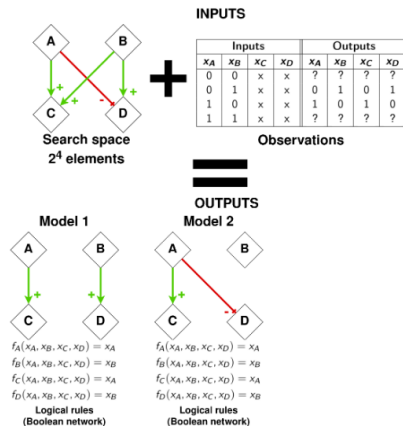 INPUTS
A B
+ + - +
C D
Search space
2⁴ elements
Inputs Outputs
x_A x_B x_C x_D x_A x_B x_C x_D
0 0 x x ? ? ? ?
0 1 x x 0 1 0 1
1 0 x x 1 0 1 0
1 1 x x ? ? ? ?
Observations
OUTPUTS
Model 1 Model 2
A B A B
+ + + -
C D C D
f_A(x_A, x_B, x_C, x_D) = x_A f_A(x_A, x_B, x_C, x_D) = x_A
f_B(x_A, x_B, x_C, x_D) = x_B f_B(x_A, x_B, x_C, x_D) = x_B
f_C(x_A, x_B, x_C, x_D) = x_A f_C(x_A, x_B, x_C, x_D) = x_A
f_D(x_A, x_B, x_C, x_D) = x_B f_D(x_A, x_B, x_C, x_D) = x_B
Logical rules Logical rules
(Boolean network) (Boolean network)